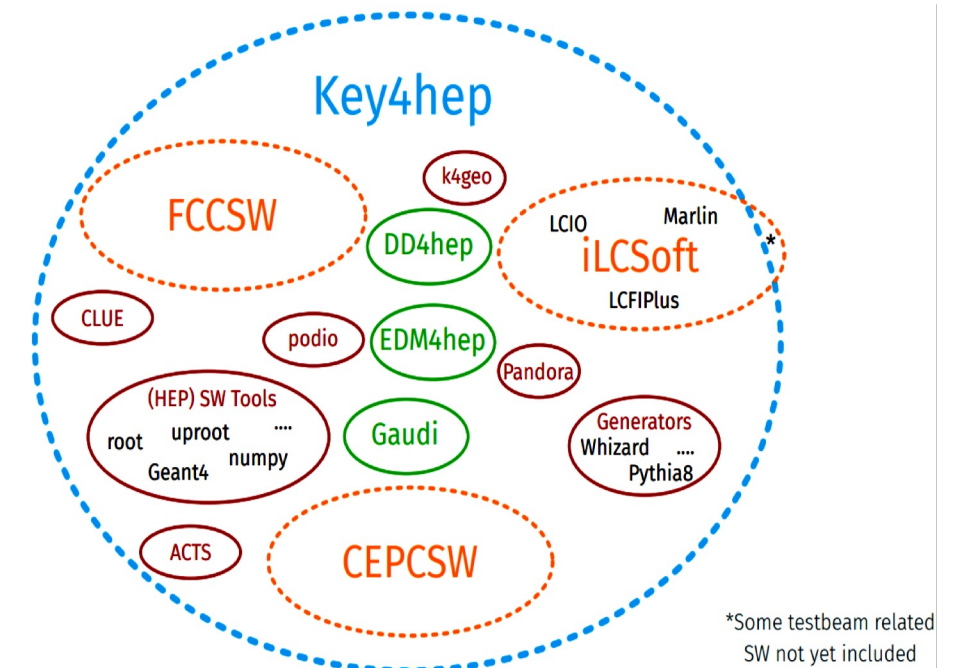 Key4hep
k4geo
FCCSW
DD4hep
LCIO
Marlin
*
iLCSoft
LCFIPlus
CLUE
podio
EDM4hep
Pandora
(HEP) SW Tools
root
uproot
....
Geant4
numpy
Gaudi
Generators
Whizard
....
Pythia8
ACTS
CEPCSW
*Some testbeam related
SW not yet included